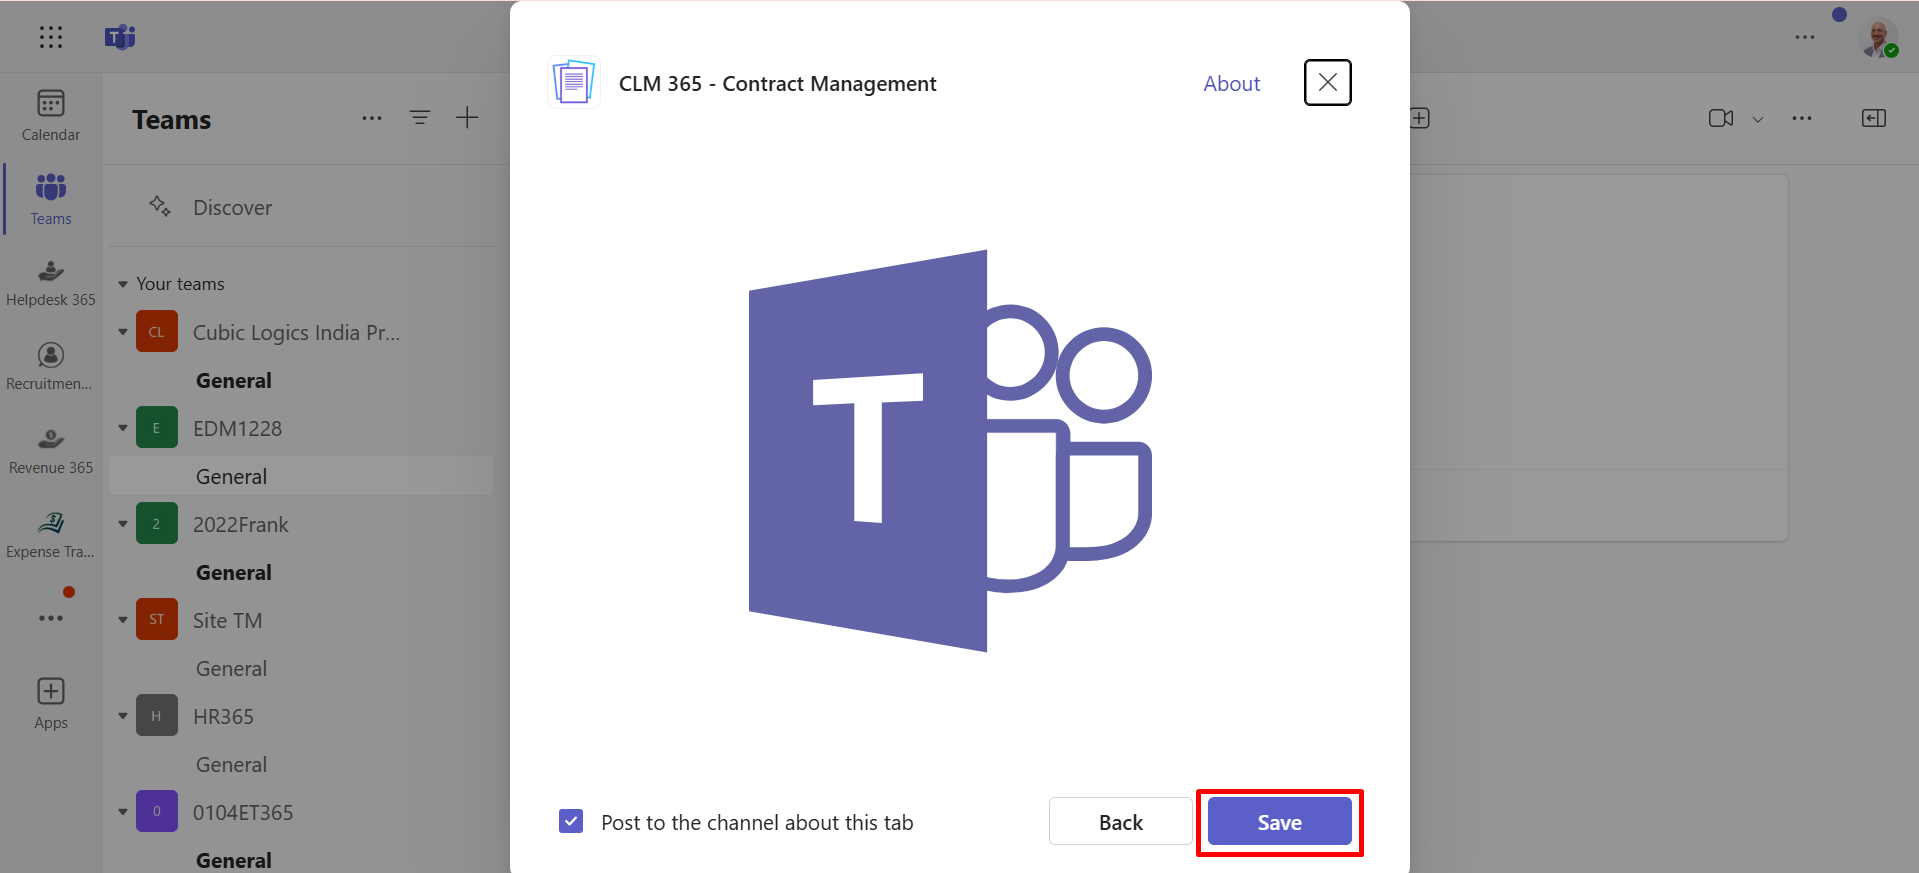 T
CLM 365 - Contract Management
About
Calendar
Teams
Helpdesk 365
Recruitmen...
Revenue 365
Expense Tra...
Apps
Teams
Discover
Your teams
CL
Cubic Logics India Pr...
General
E
EDM1228
General
2
2022Frank
General
ST
Site TM
General
H
HR365
General
0
0104ET365
General
T
Post to the channel about this tab
Back
Save